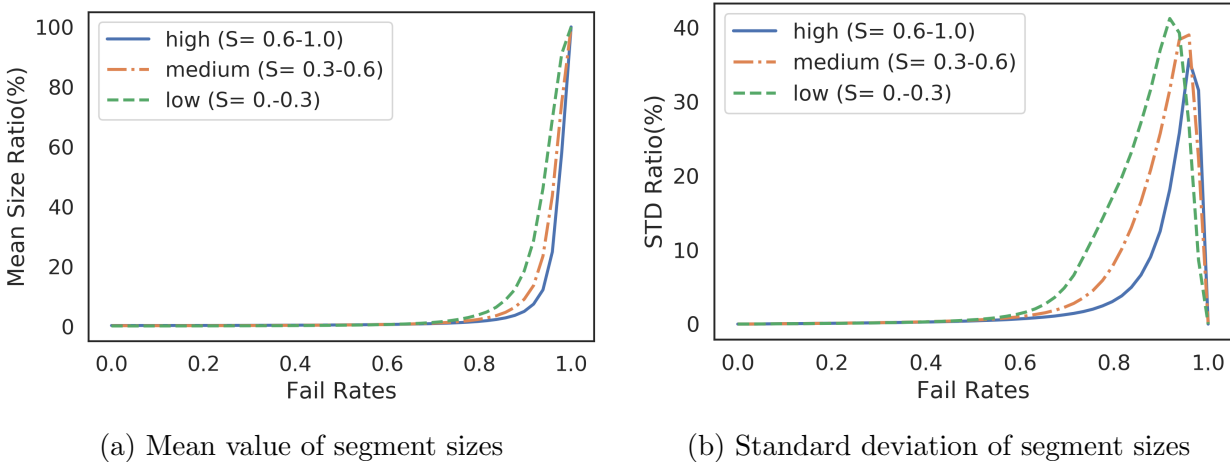 Mean Size Ratio(%)
100
80
60
40
20
0
high (S= 0.6-1.0)
medium (S= 0.3-0.6)
low (S= 0.-0.3)
0.0 0.2 0.4 0.6 0.8 1.0
Fail Rates
(a) Mean value of segment sizes
STD Ratio(%)
40
30
20
10
0
high (S= 0.6-1.0)
medium (S= 0.3-0.6)
low (S= 0.-0.3)
0.0 0.2 0.4 0.6 0.8 1.0
Fail Rates
(b) Standard deviation of segment sizes